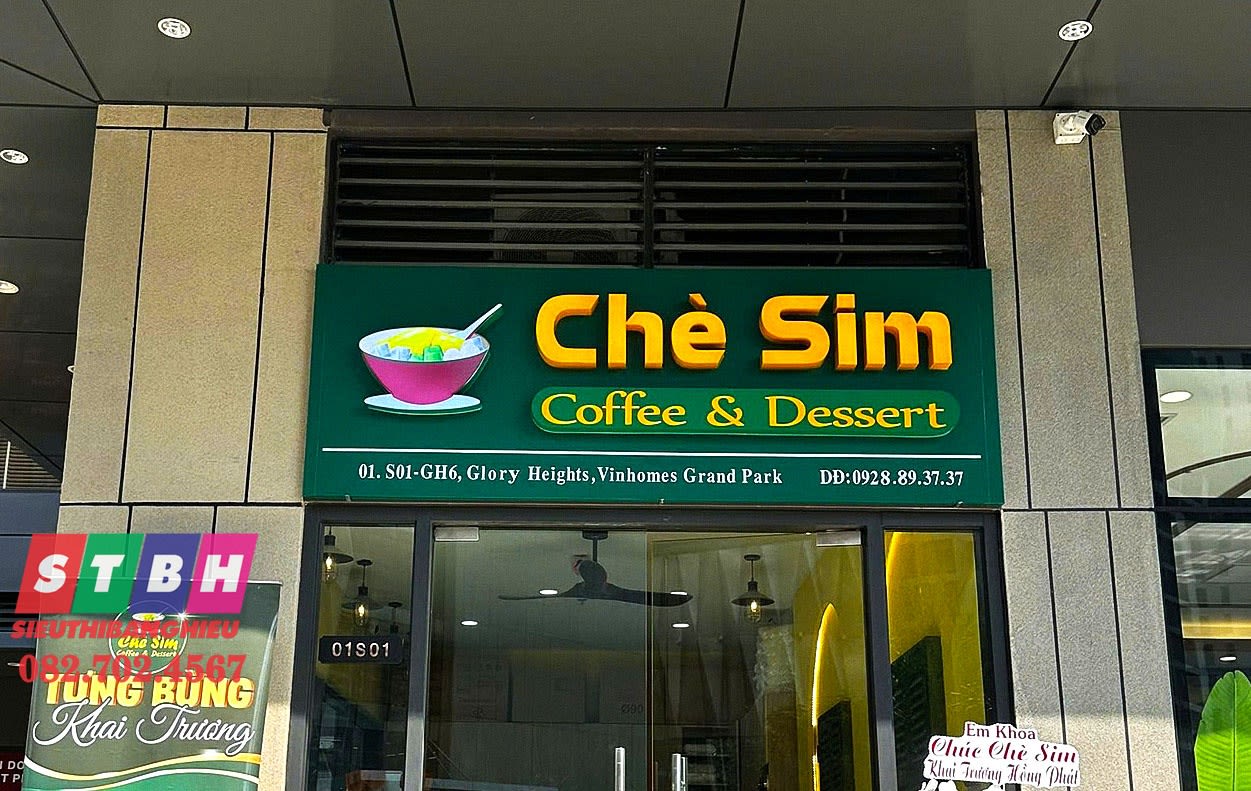 Chè Sim
Coffee & Dessert
01. S01-GH6, Glory Heights, Vinhomes Grand Park DĐ:0928.89.37.37
STBH
SIEUTHIBANGHIEU
082.702.4567
Chè Sim
Coffee & Dessert
TƯNG BỪNG
Khai Trương
01S01
Em Khoa
Chúc Chè Sim
Khai Trương Hồng Phát